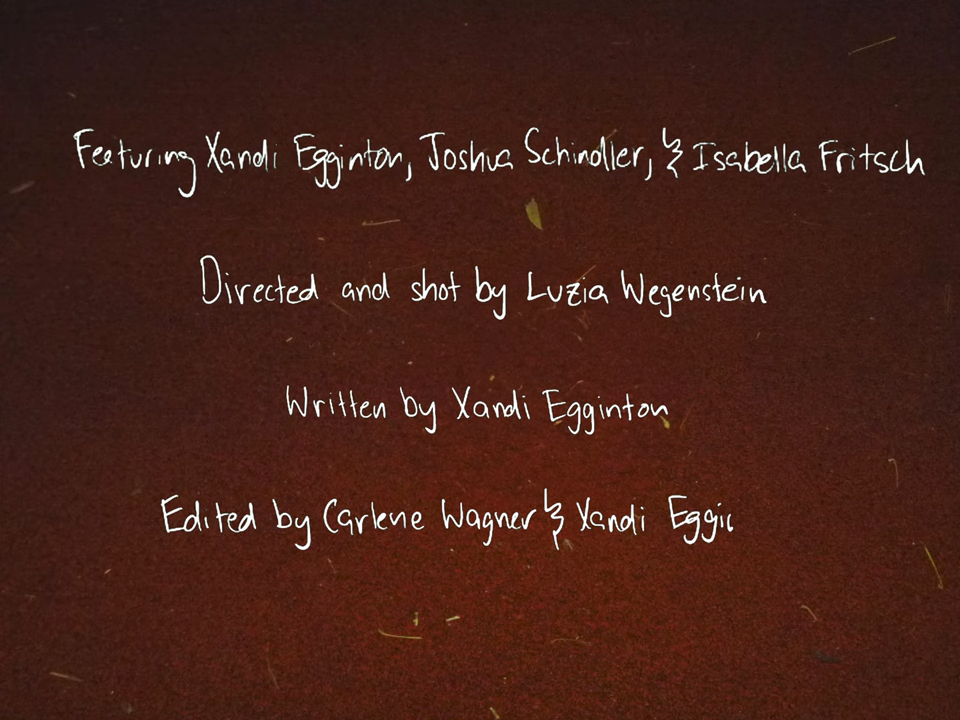 Featuring Xandi Egginton, Joshua Schindler, & Isabella Fritsch
Directed and shot by Luzia Wegenstein
Written by Xandi Egginton
Edited by Carlene Wagner & Xandi